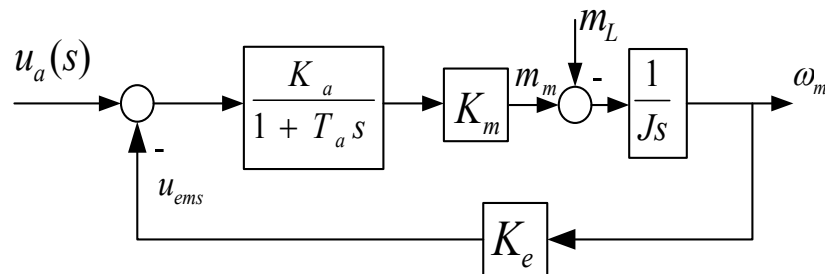 u_a(s)
-
u_ems
K_a
1 + T_a s
K_m
m_m
m_L
-
1
Js
ω_m
K_e